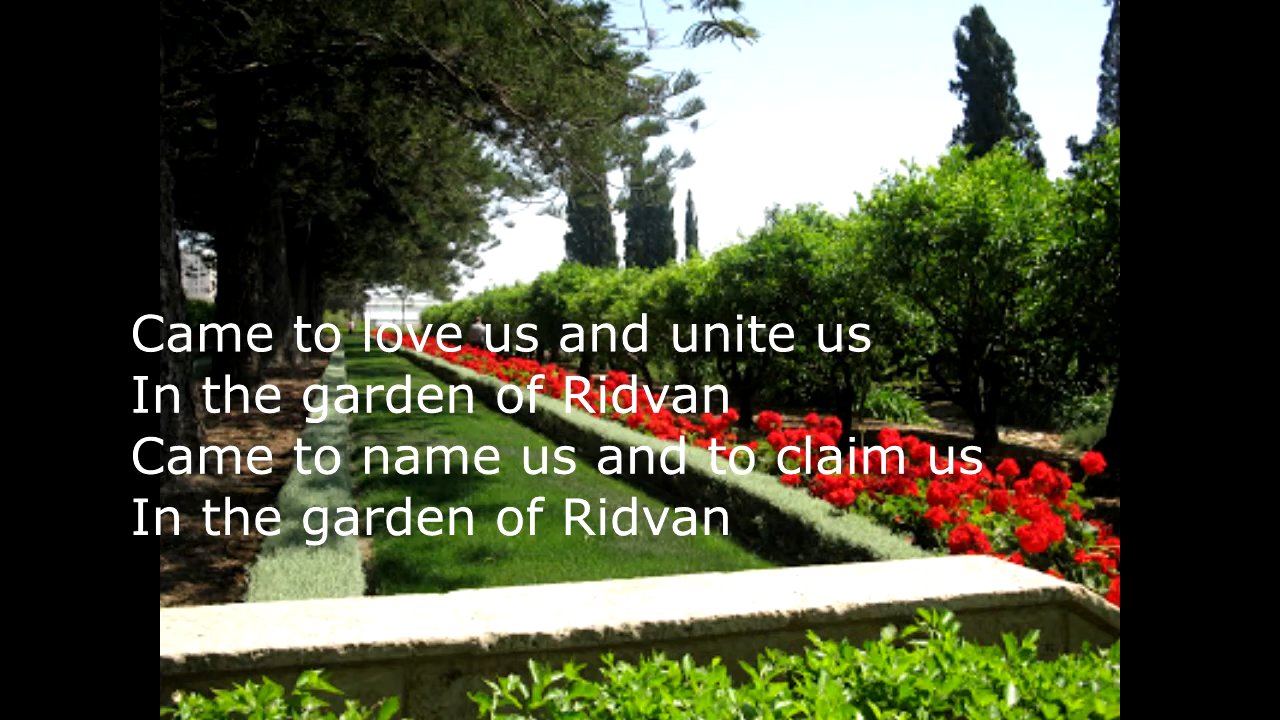 Came to love us and unite us
In the garden of Ridvan
Came to name us and to claim us
In the garden of Ridvan